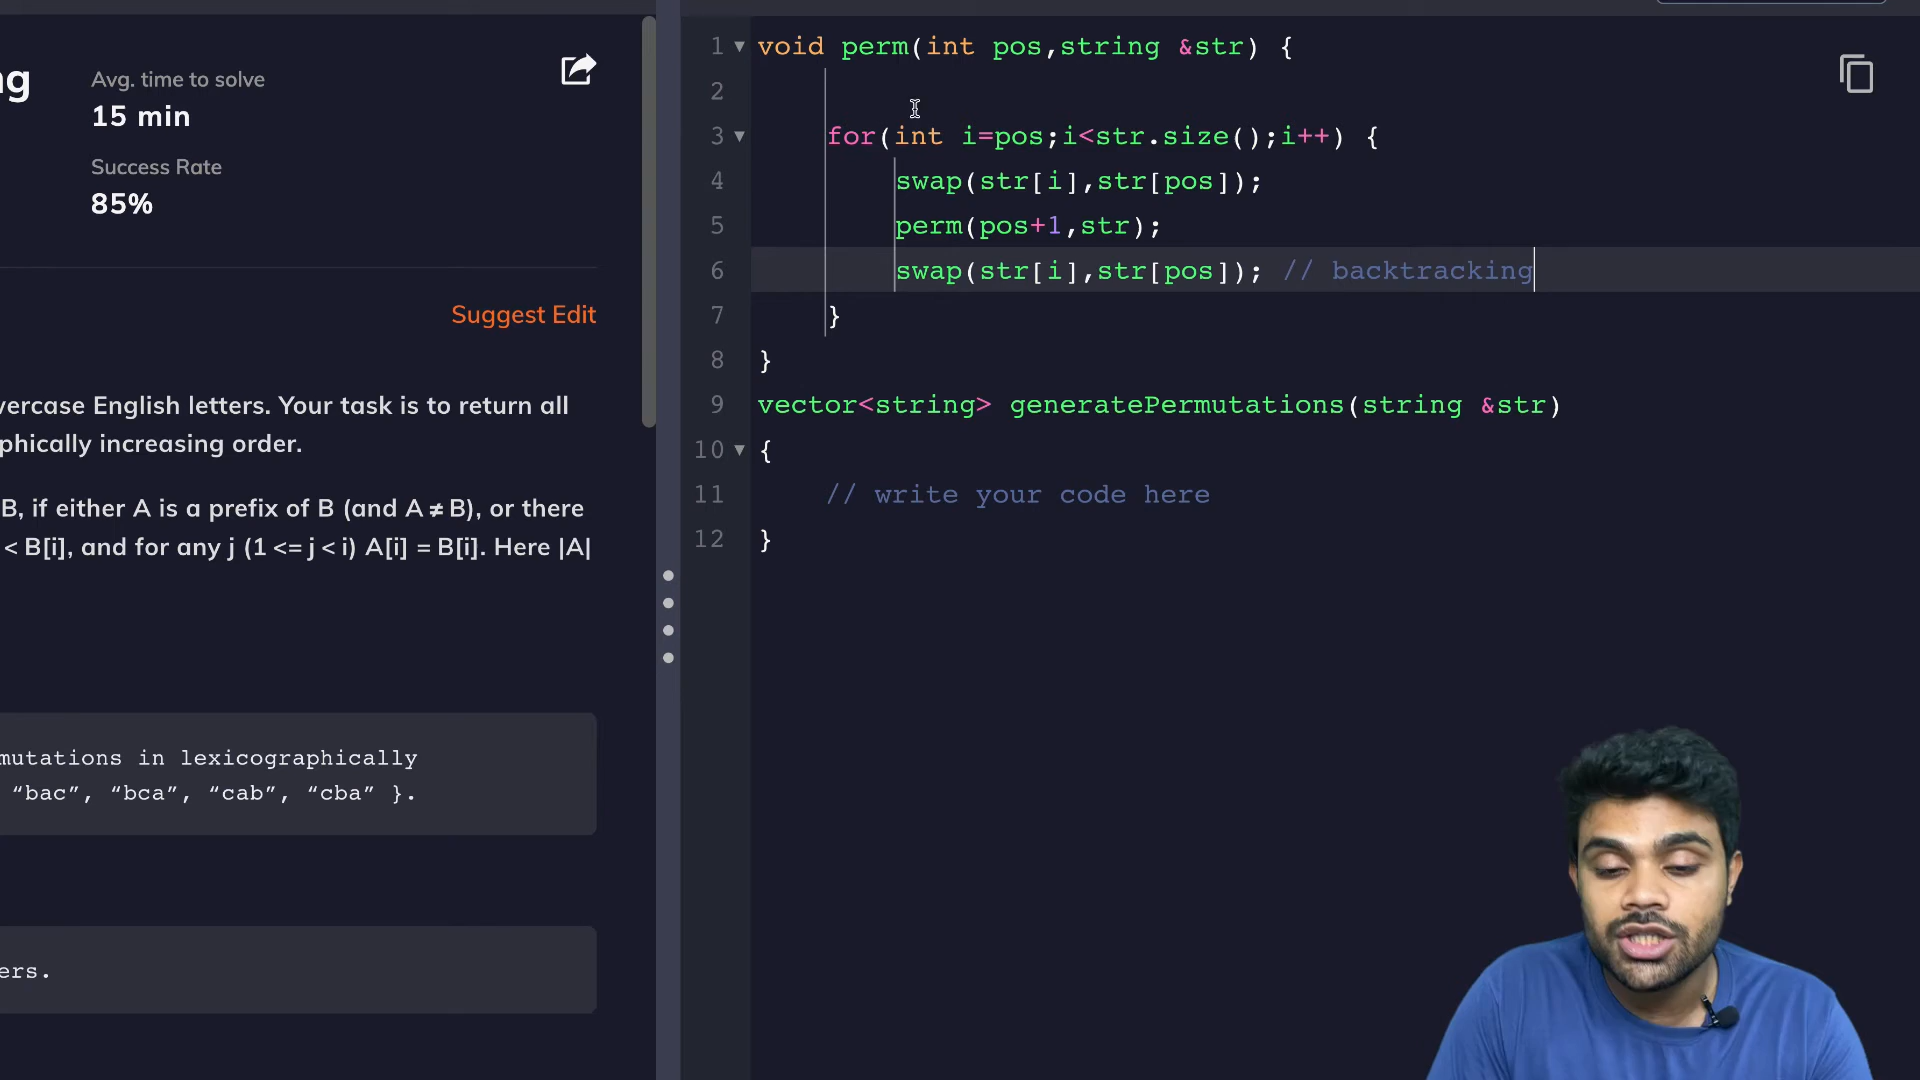 ng
Avg. time to solve
15 min
Success Rate
85%
Suggest Edit
vercase English letters. Your task is to return all
phically increasing order.
B, if either A is a prefix of B (and A ≠ B), or there
< B[i], and for any j (1 <= j < i) A[i] = B[i]. Here |A|
mutations in lexicographically
“bac”, “bca”, “cab”, “cba” }.
ers.
1 void perm(int pos,string &str) {
2
3 for(int i=pos;i<str.size();i++) {
4 swap(str[i],str[pos]);
5 perm(pos+1,str);
6 swap(str[i],str[pos]); // backtracking
7 }
8 }
9 vector<string> generatePermutations(string &str)
10 {
11 // write your code here
12 }